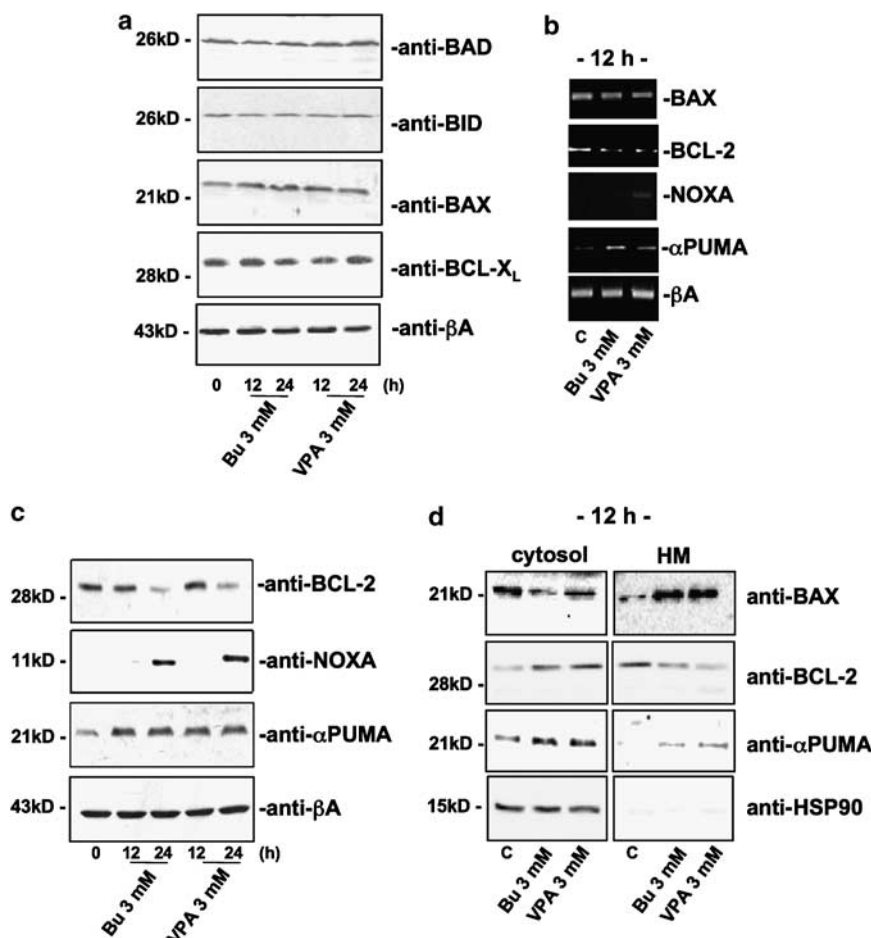 a
26kD - -anti-BAD
26kD - -anti-BID
21kD - -anti-BAX
28kD - -anti-BCL-X_L
43kD - -anti-βA
0 12 24 12 24 (h)
Bu 3 mM VPA 3 mM
b
- 12 h -
-BAX
-BCL-2
-NOXA
-αPUMA
-βA
C Bu 3 mM VPA 3 mM
c
28kD - -anti-BCL-2
11kD - -anti-NOXA
21kD - -anti-αPUMA
43kD - -anti-βA
0 12 24 12 24 (h)
Bu 3 mM VPA 3 mM
d
- 12 h -
cytosol HM
21kD - anti-BAX
28kD - anti-BCL-2
21kD - anti-αPUMA
15kD - anti-HSP90
C Bu 3 mM VPA 3 mM C Bu 3 mM VPA 3 mM